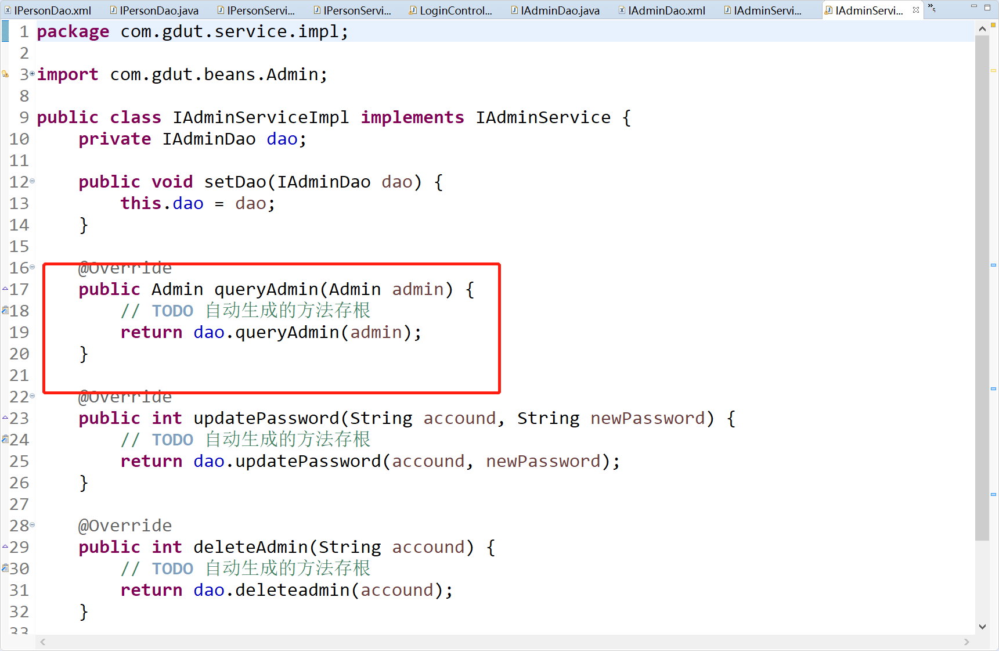 IPersonDao.xml IPersonDao.java IPersonServi... IPersonServi... LoginControl... IAdminDao.java IAdminDao.xml IAdminServi... IAdminServi... »5
1 package com.gdut.service.impl;
2
3 import com.gdut.beans.Admin;
8
9 public class IAdminServiceImpl implements IAdminService {
10 private IAdminDao dao;
11
12 public void setDao(IAdminDao dao) {
13 this.dao = dao;
14 }
15
16 @Override
17 public Admin queryAdmin(Admin admin) {
18 // TODO 自动生成的方法存根
19 return dao.queryAdmin(admin);
20 }
21
22 @Override
23 public int updatePassword(String accound, String newPassword) {
24 // TODO 自动生成的方法存根
25 return dao.updatePassword(accound, newPassword);
26 }
27
28 @Override
29 public int deleteAdmin(String accound) {
30 // TODO 自动生成的方法存根
31 return dao.deleteadmin(accound);
32 }
33